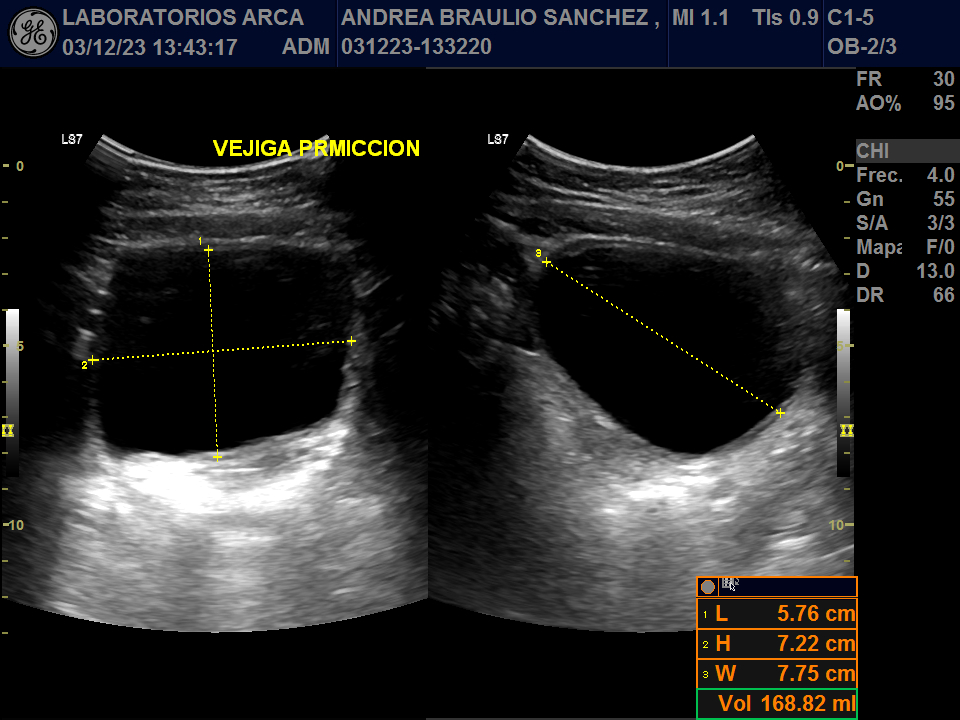 LABORATORIOS ARCA
03/12/23 13:43:17 ADM
ANDREA BRAULIO SANCHEZ ,
031223-133220
MI 1.1 TIs 0.9
C1-5
OB-2/3
FR 30
AO% 95
CHI
Frec. 4.0
Gn 55
S/A 3/3
Mapa F/0
D 13.0
DR 66
LS7
VEJIGA PRMICCION
LS7
0
5
10
0
5
10
1
2
3
1 L 5.76 cm
2 H 7.22 cm
3 W 7.75 cm
Vol 168.82 ml